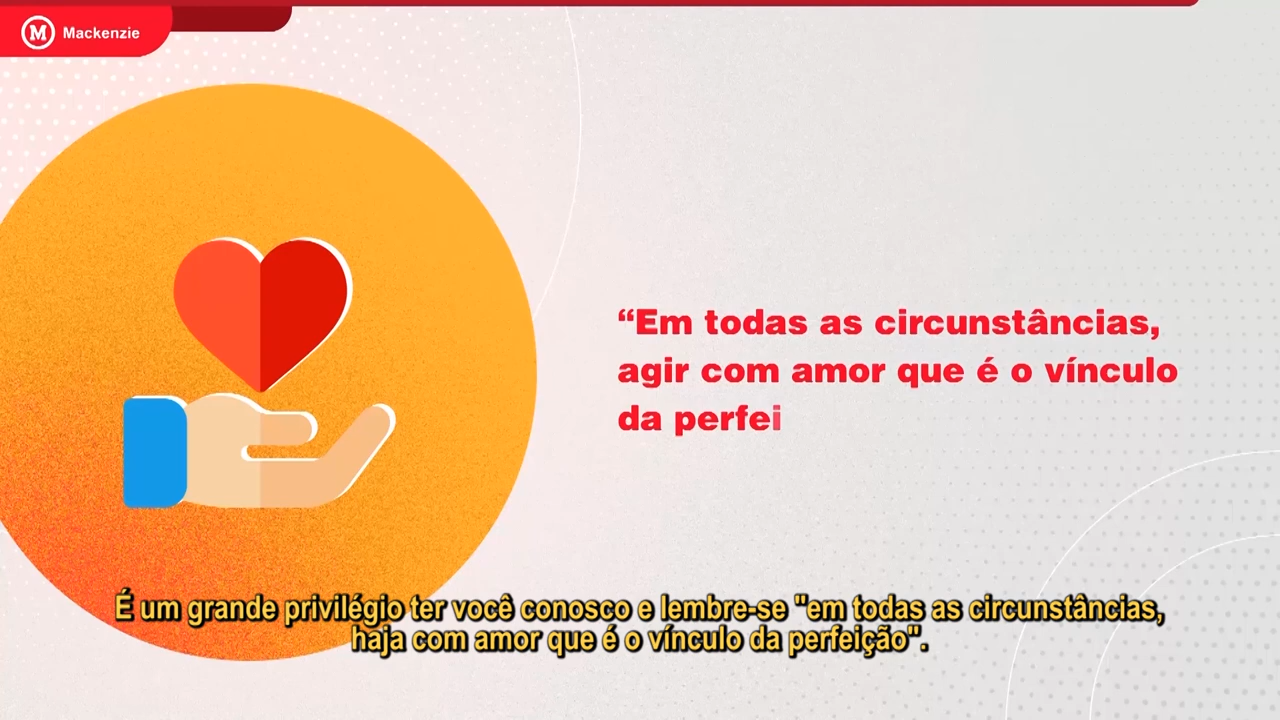 Mackenzie
“Em todas as circunstâncias,
agir com amor que é o vínculo
da perfei
É um grande privilégio ter você conosco e lembre-se "em todas as circunstâncias,
haja com amor que é o vínculo da perfeição".